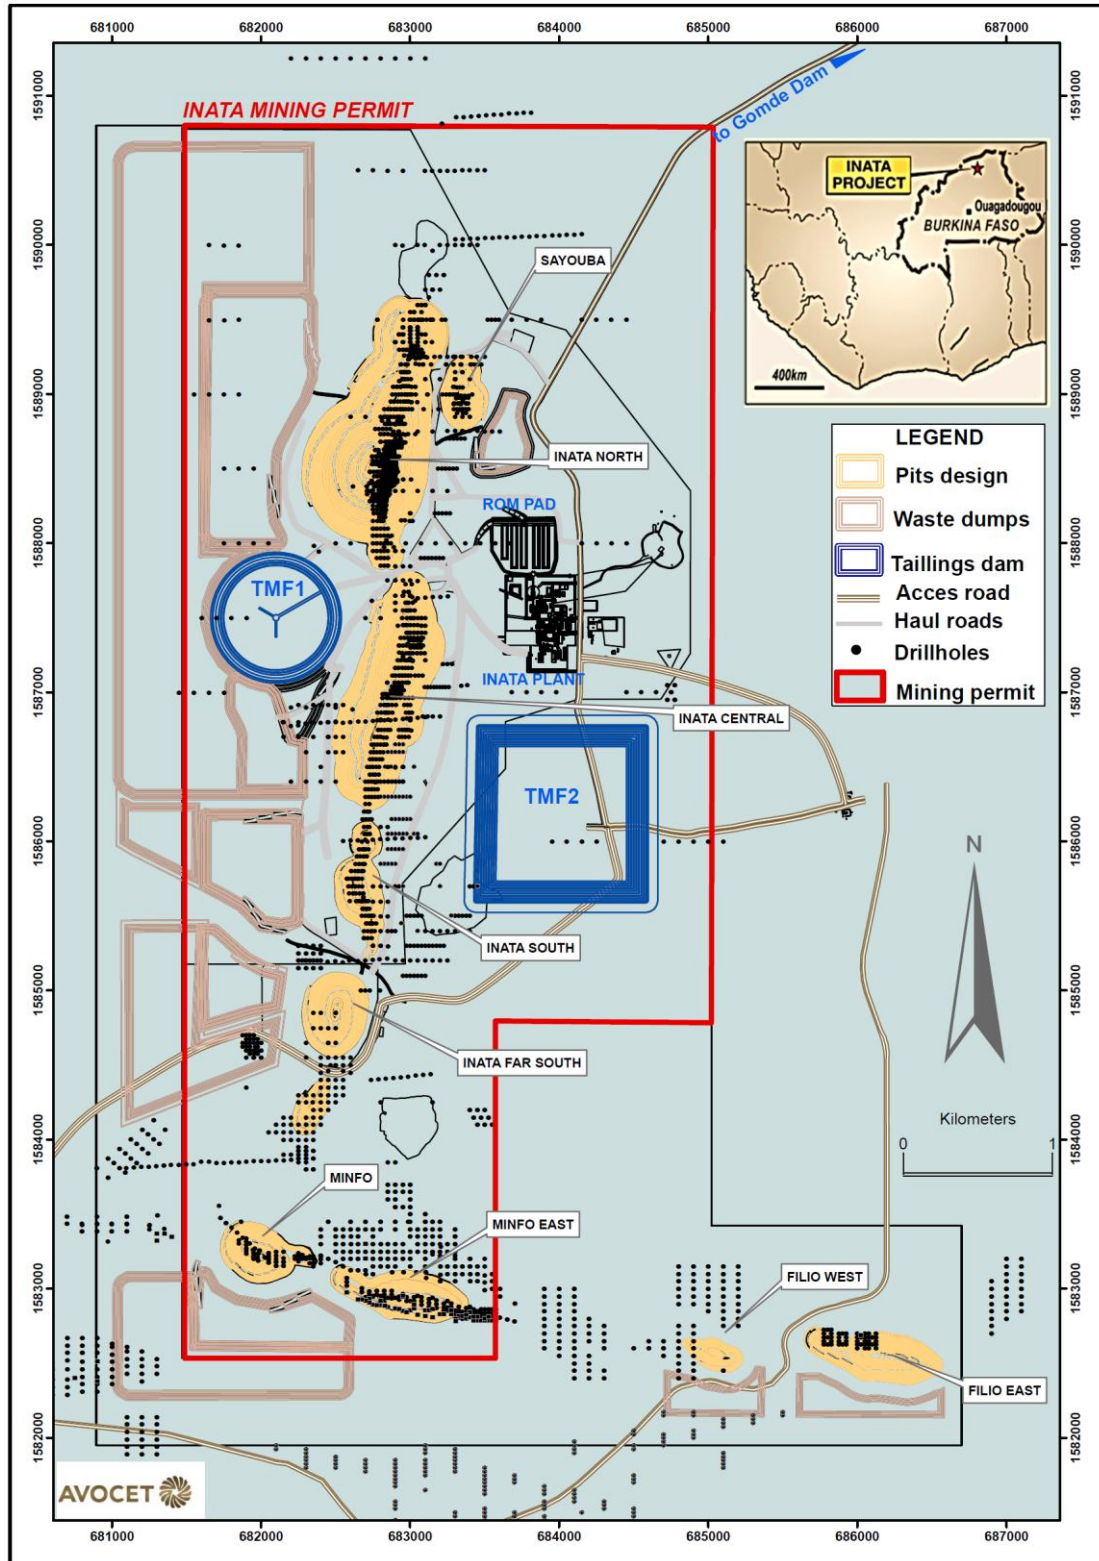 681000 682000 683000 684000 685000 686000 687000
1591000
1590000
1589000
1588000
1587000
1586000
1585000
1584000
1583000
1582000
INATA MINING PERMIT
to Gomde Dam
INATA
PROJECT
Ouagadougou
BURKINA FASO
400km
SAYOUBA
INATA NORTH
ROM PAD
TMF1
INATA PLANT
INATA CENTRAL
TMF2
INATA SOUTH
INATA FAR SOUTH
MINFO
MINFO EAST
FILIO WEST
FILIO EAST
LEGEND
Pits design
Waste dumps
Taillings dam
Acces road
Haul roads
Drillholes
Mining permit
N
Kilometers
0 1
1591000
1590000
1589000
1588000
1587000
1586000
1585000
1584000
1583000
1582000
AVOCET
681000 682000 683000 684000 685000 686000 687000